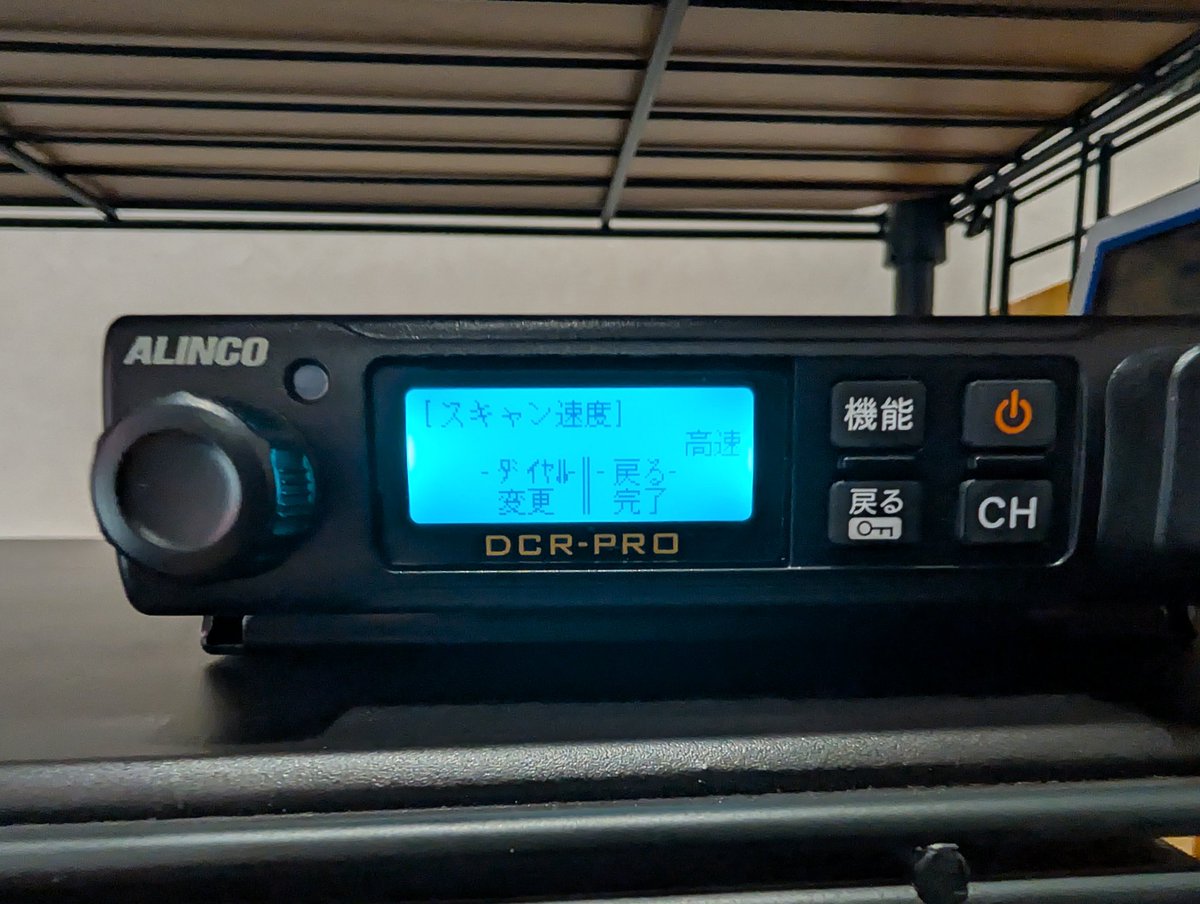 ALINCO
[スキャン速度]
高速
-ﾀﾞｲﾔﾙ-‖-戻る-
変更‖完了
DCR-PRO
機能
戻る
CH